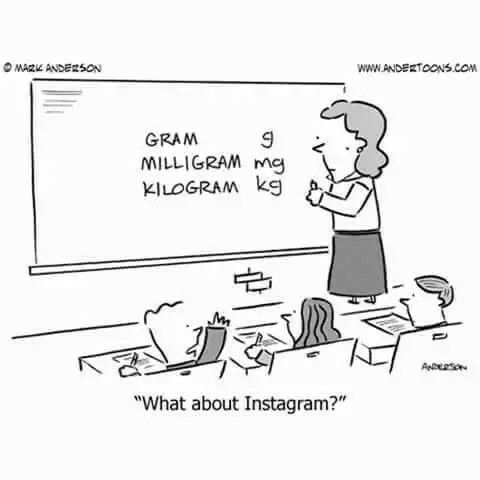 © MARK ANDERSON
WWW.ANDERTOONS.COM
GRAM g
MILLIGRAM mg
KILOGRAM kg
ANDERSON
"What about Instagram?"